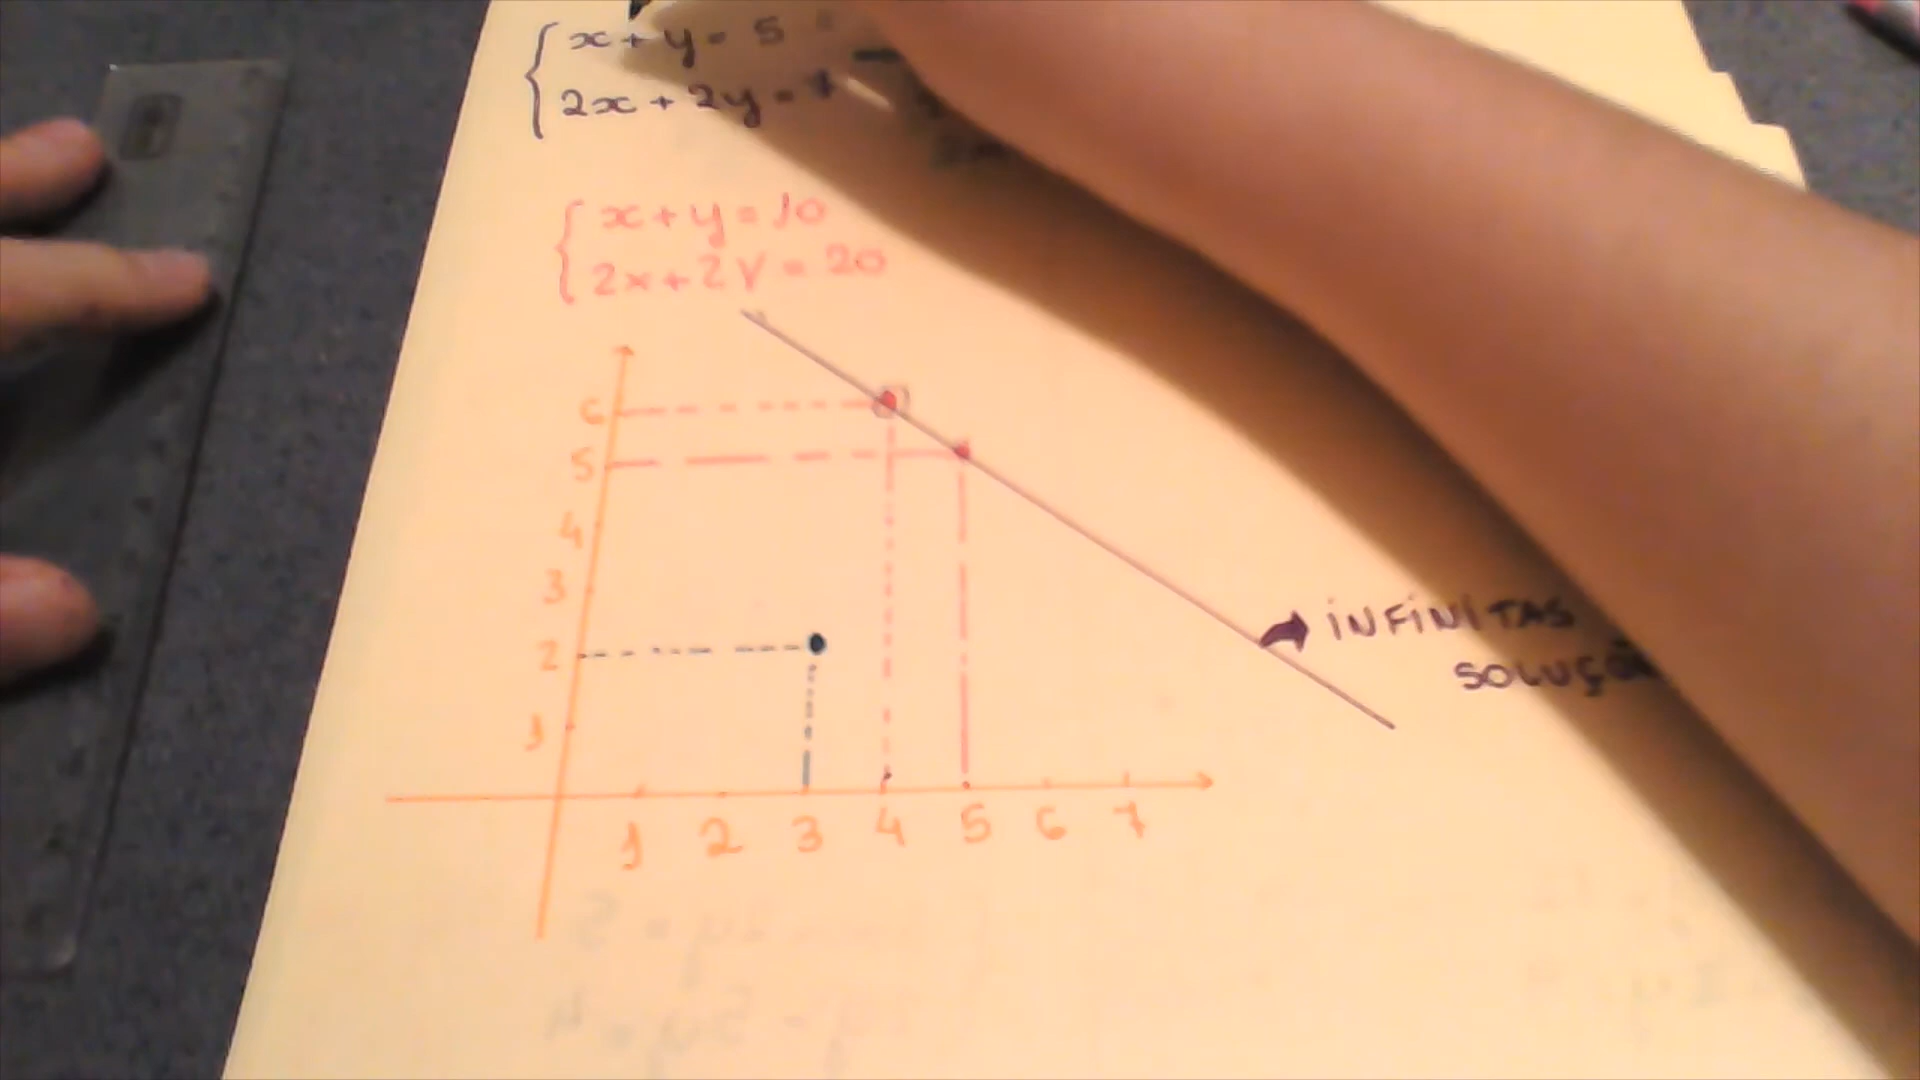 x + y = 5 =
2x + 2y = 7
x + y = 10
2x + 2y = 20
6
5
4
3
2
1
1 2 3 4 5 6 7
INFINITAS